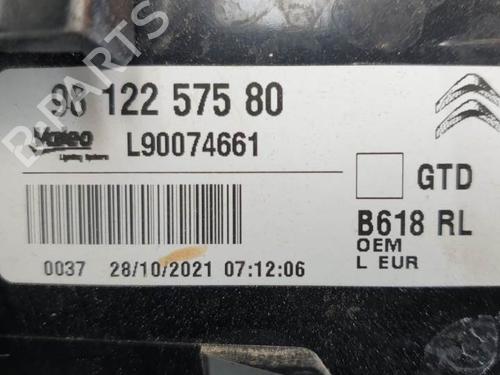 98 122 575 80
Valeo
Lighting Systems
L90074661
GTD
B618 RL
OEM
L EUR
0037 28/10/2021 07:12:06
B-PARTS